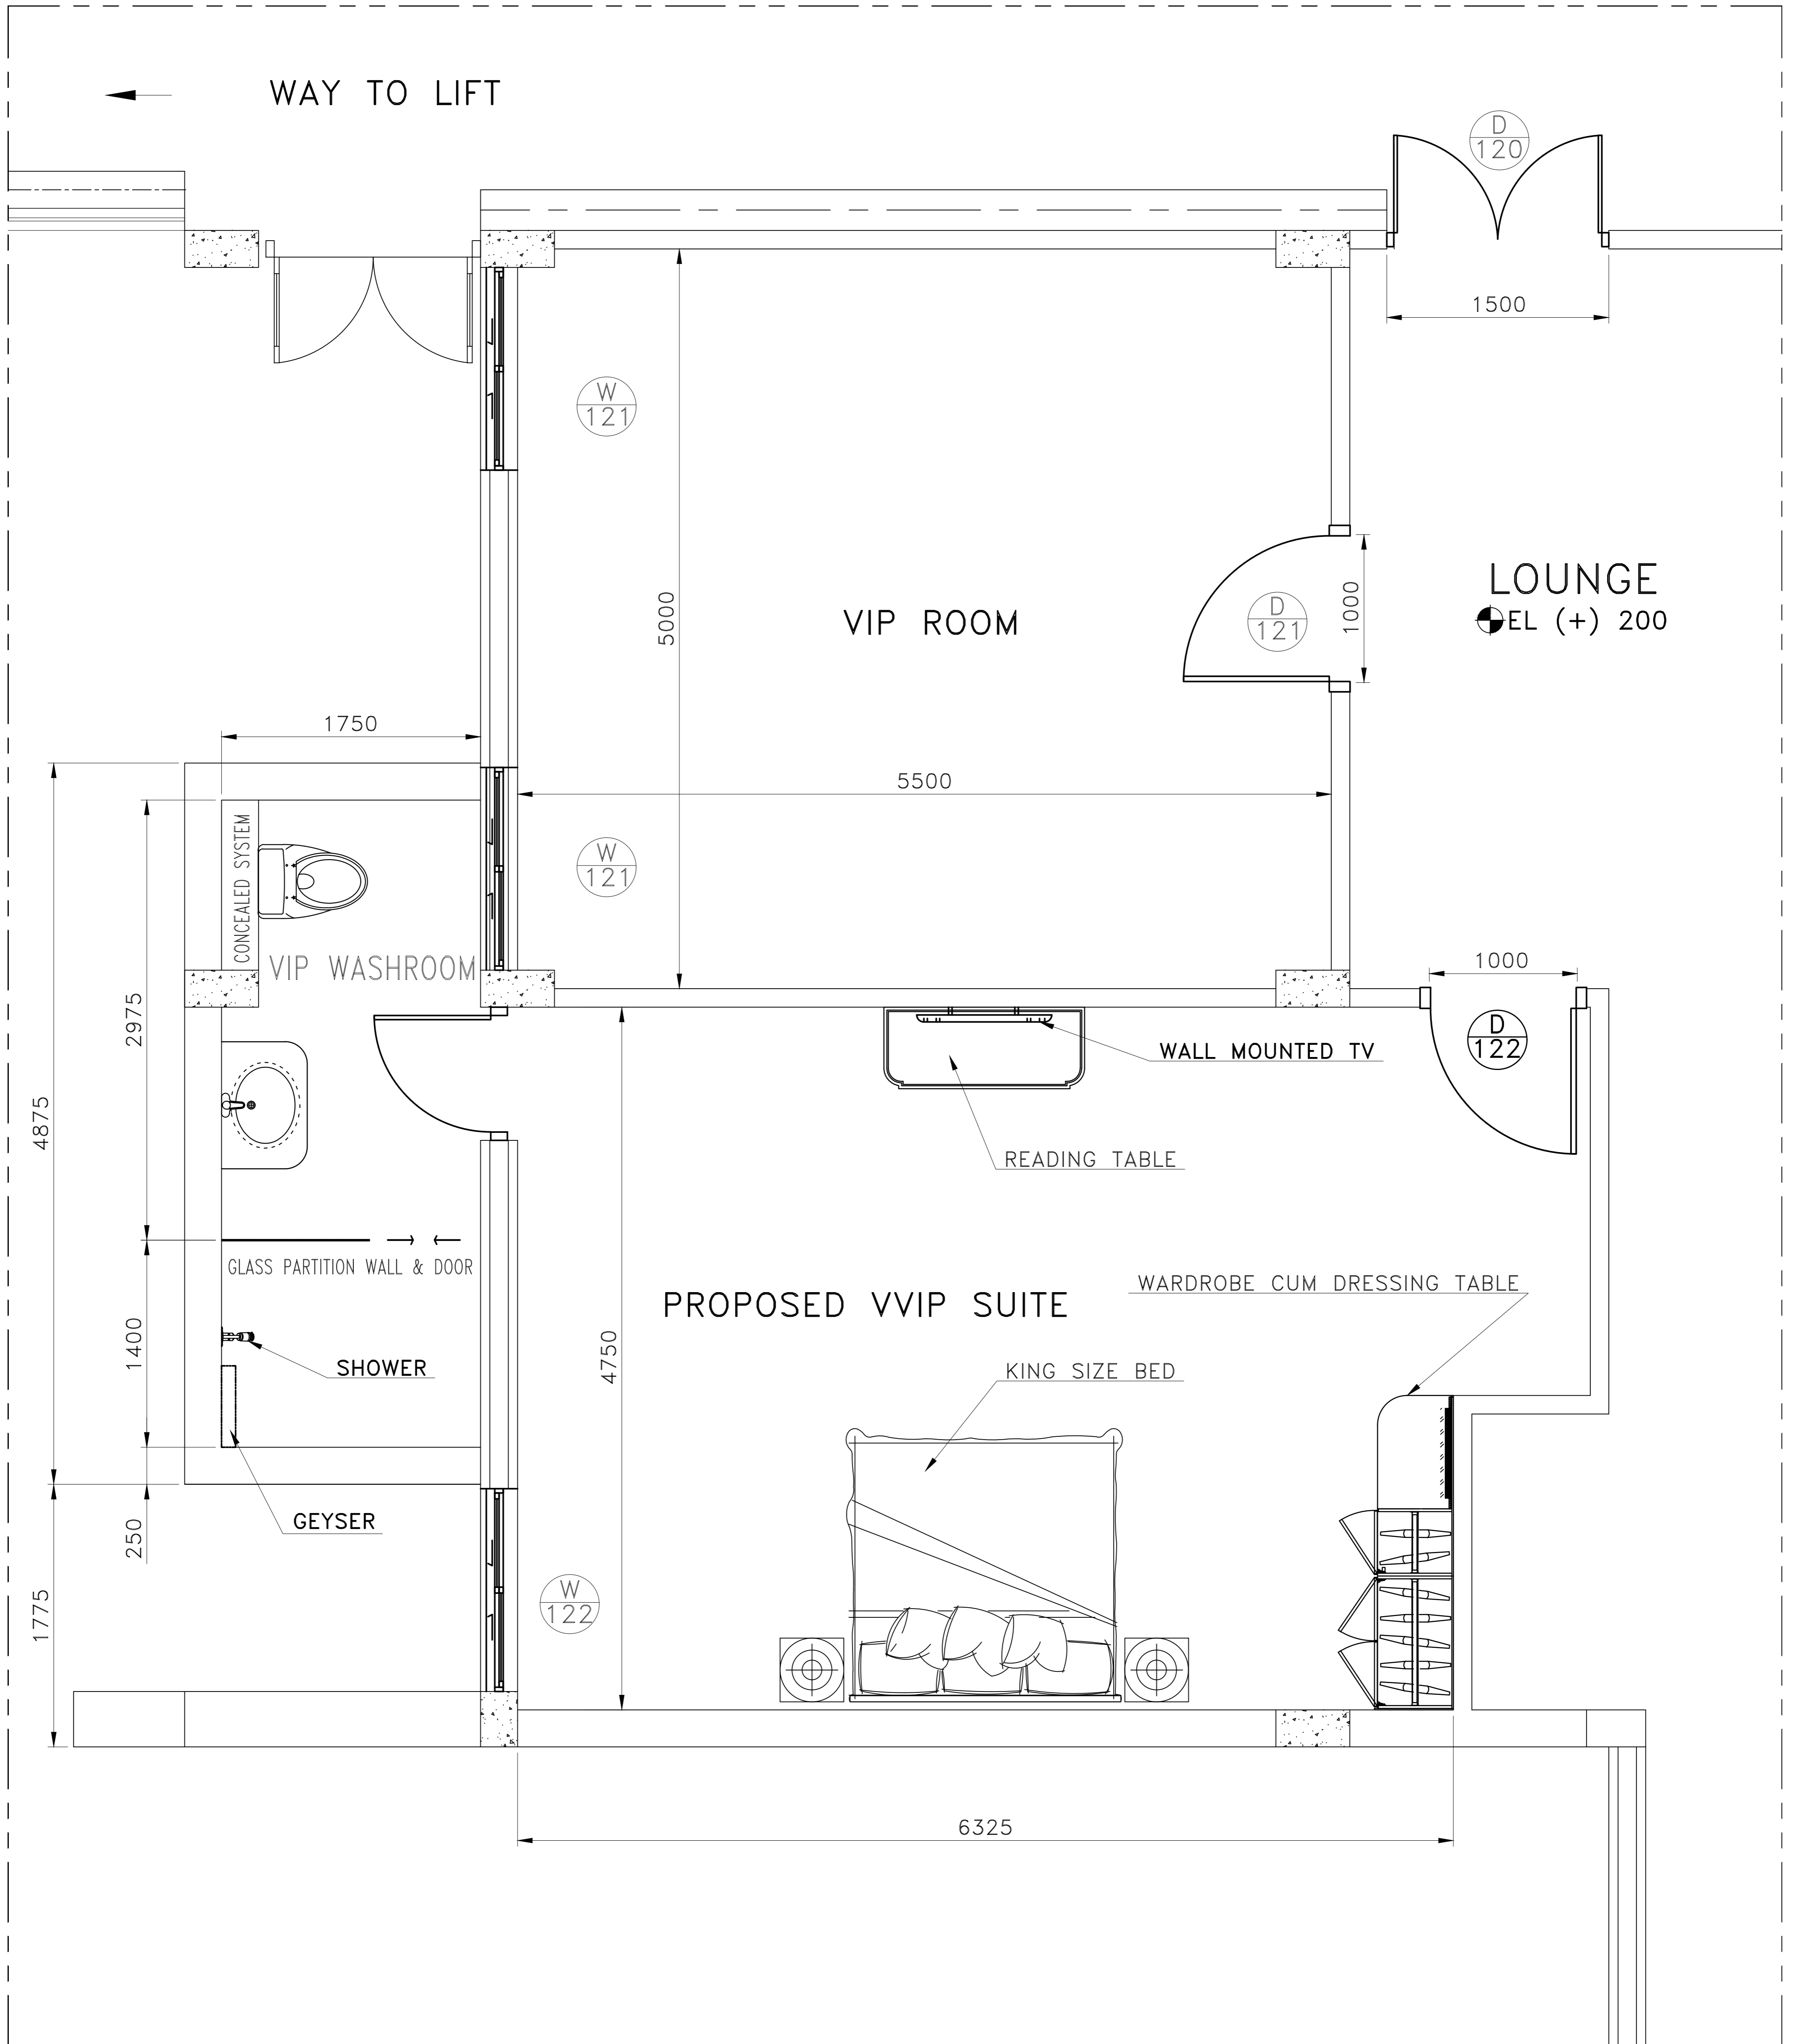 WAY TO LIFT
D
120
1500
W
121
VIP ROOM
5000
D
121
1000
LOUNGE
EL (+) 200
1750
5500
W
121
CONCEALED SYSTEM
VIP WASHROOM
2975
4875
1000
D
122
WALL MOUNTED TV
READING TABLE
GLASS PARTITION WALL & DOOR
WARDROBE CUM DRESSING TABLE
PROPOSED VVIP SUITE
1400
SHOWER
4750
KING SIZE BED
GEYSER
250
1775
W
122
6325